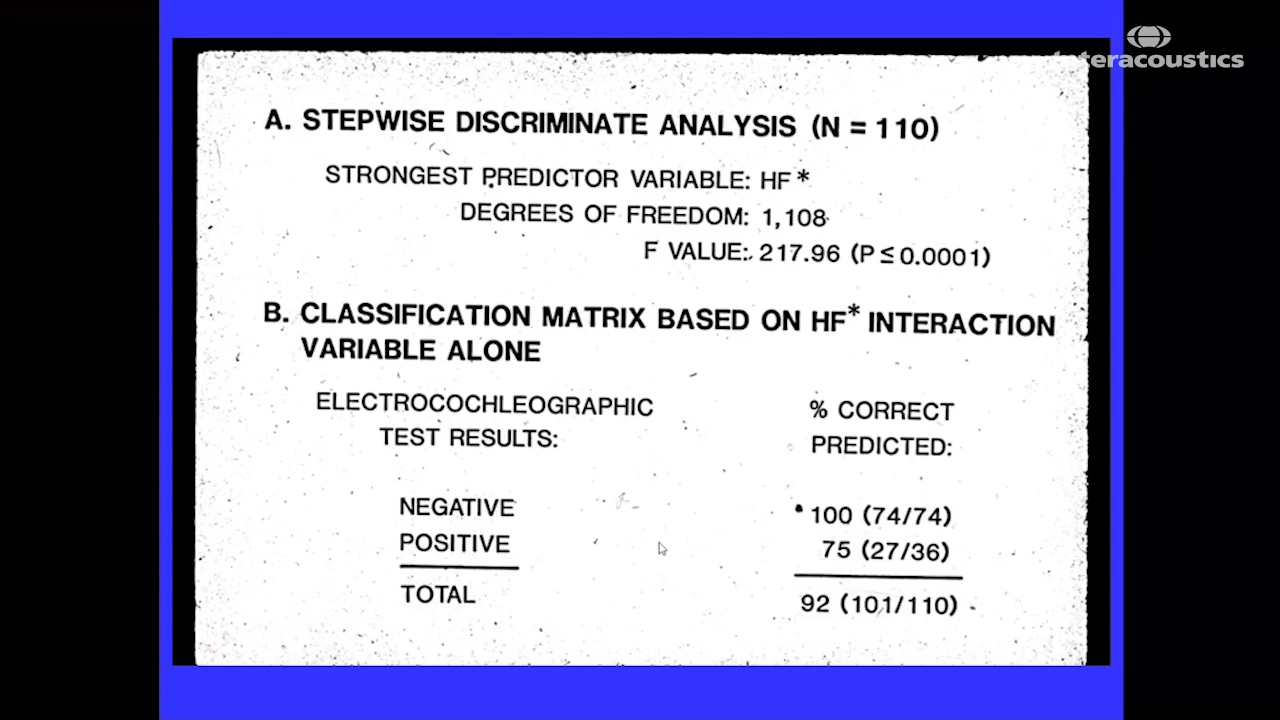 Interacoustics
A. STEPWISE DISCRIMINATE ANALYSIS (N = 110)
STRONGEST PREDICTOR VARIABLE: HF*
DEGREES OF FREEDOM: 1,108
F VALUE: 217.96 (P ≤ 0.0001)
B. CLASSIFICATION MATRIX BASED ON HF* INTERACTION
VARIABLE ALONE
ELECTROCOCHLEOGRAPHIC % CORRECT
TEST RESULTS: PREDICTED:
NEGATIVE 100 (74/74)
POSITIVE 75 (27/36)
TOTAL 92 (101/110)